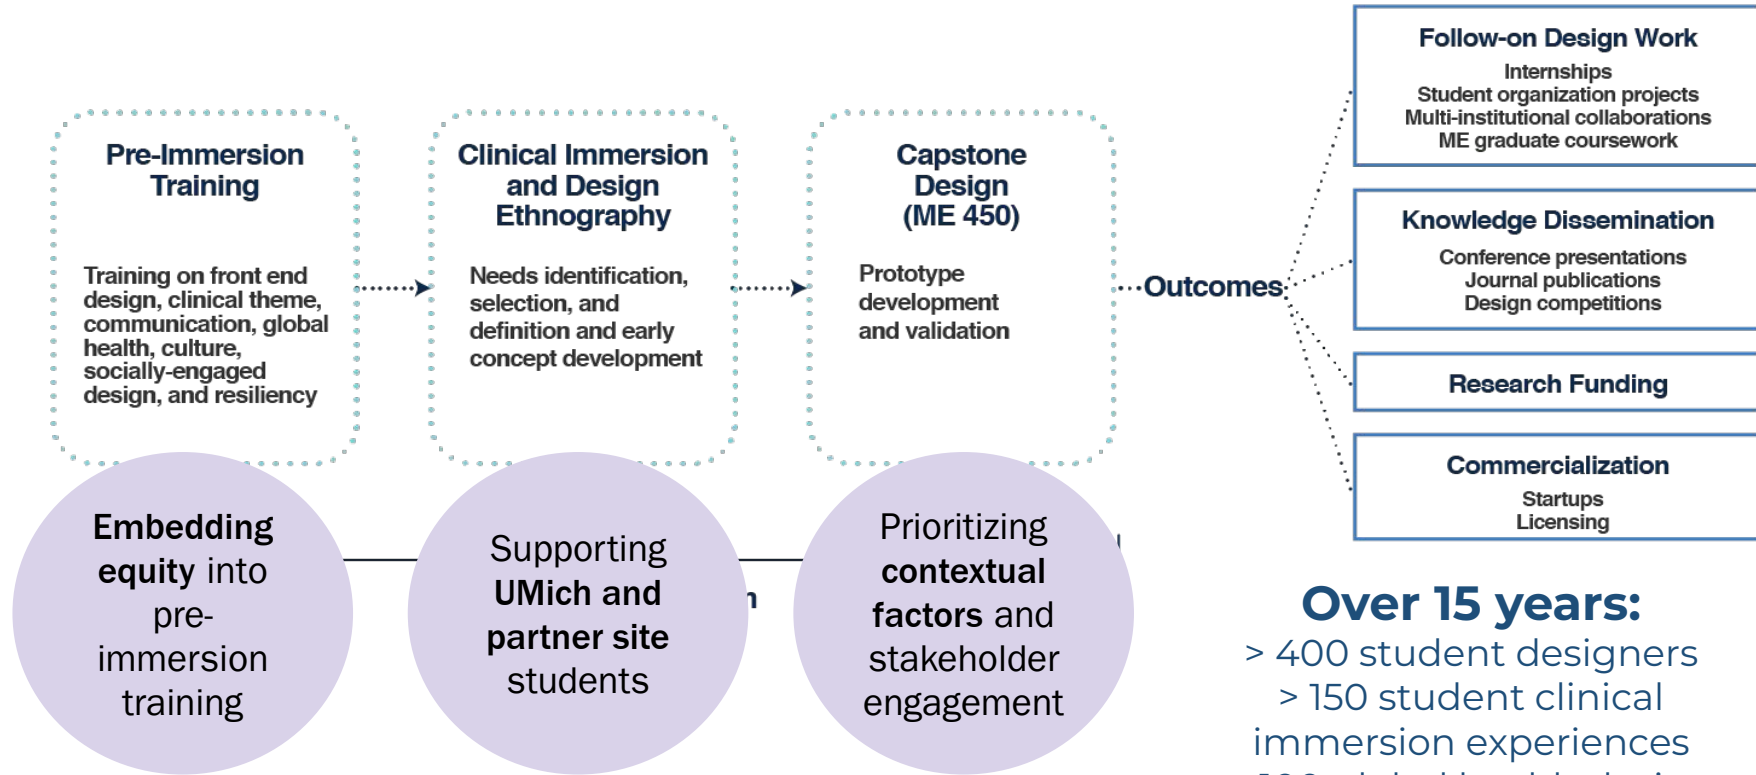 Pre-Immersion
Training
Training on front end
design, clinical theme,
communication, global
health, culture,
socially-engaged
design, and resiliency
Clinical Immersion
and Design
Ethnography
Needs identification,
selection, and
definition and early
concept development
Capstone
Design
(ME 450)
Prototype
development
and validation
Outcomes
Follow-on Design Work
Internships
Student organization projects
Multi-institutional collaborations
ME graduate coursework
Knowledge Dissemination
Conference presentations
Journal publications
Design competitions
Research Funding
Commercialization
Startups
Licensing
Embedding
equity into
pre-
immersion
training
Supporting
UMich and
partner site
students
Prioritizing
contextual
factors and
stakeholder
engagement
Over 15 years:
> 400 student designers
> 150 student clinical
immersion experiences